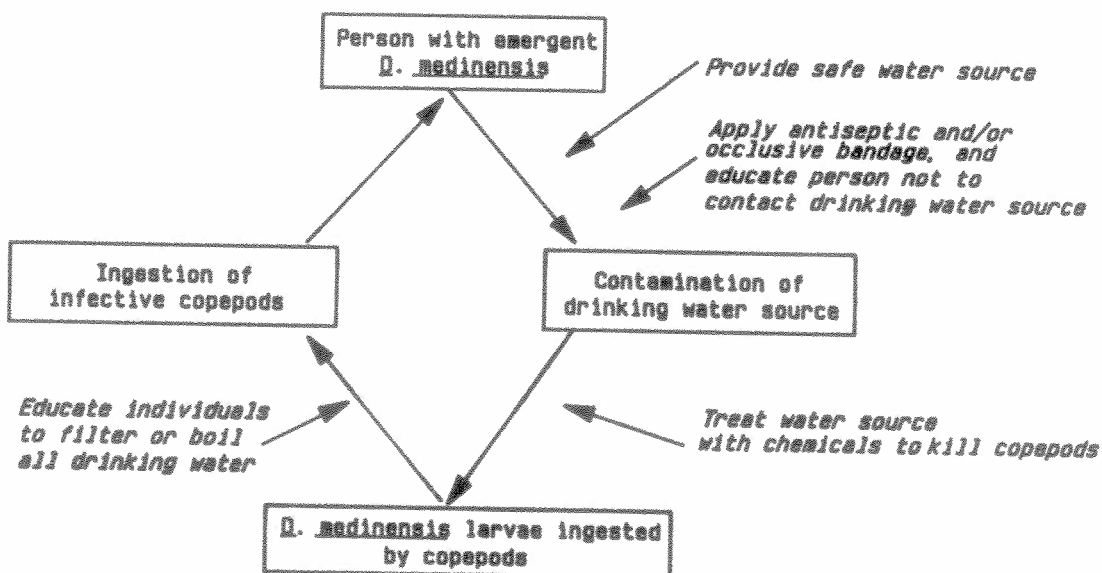 Person with emergent
D. medinensis
Provide safe water source
Apply antiseptic and/or
occlusive bandage, and
educate person not to
contact drinking water source
Ingestion of
infective copepods
Contamination of
drinking water source
Educate individuals
to filter or boil
all drinking water
Treat water source
with chemicals to kill copepods
D. medinensis larvae ingested
by copepods